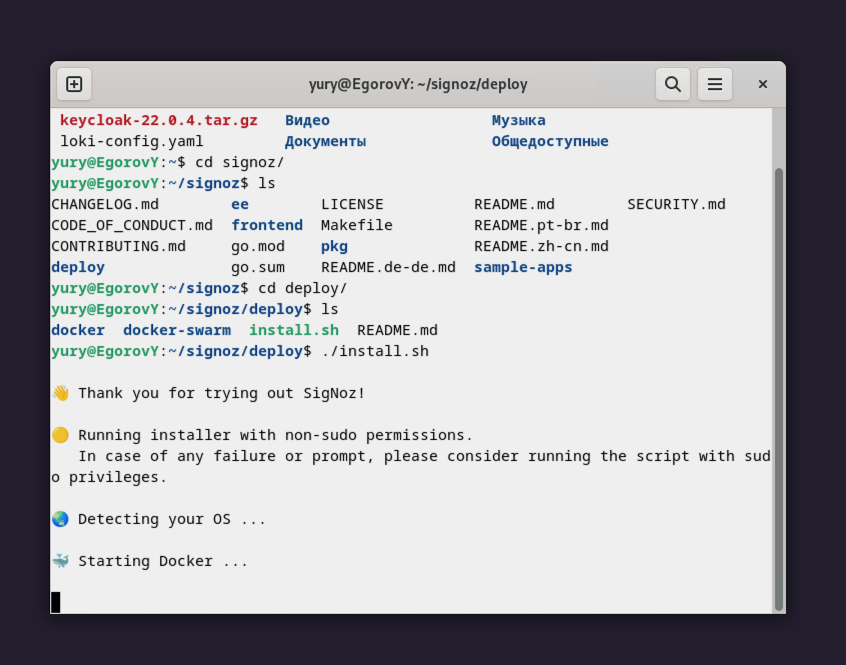 yury@EgorovY: ~/signoz/deploy
keycloak-22.0.4.tar.gz Видео Музыка
loki-config.yaml Документы Общедоступные
yury@EgorovY:~$ cd signoz/
yury@EgorovY:~/signoz$ ls
CHANGELOG.md ee LICENSE README.md SECURITY.md
CODE_OF_CONDUCT.md frontend Makefile README.pt-br.md
CONTRIBUTING.md go.mod pkg README.zh-cn.md
deploy go.sum README.de-de.md sample-apps
yury@EgorovY:~/signoz$ cd deploy/
yury@EgorovY:~/signoz/deploy$ ls
docker docker-swarm install.sh README.md
yury@EgorovY:~/signoz/deploy$ ./install.sh
👋 Thank you for trying out SigNoz!
🟡 Running installer with non-sudo permissions.
In case of any failure or prompt, please consider running the script with sud
o privileges.
🌏 Detecting your OS ...
🐳 Starting Docker ...